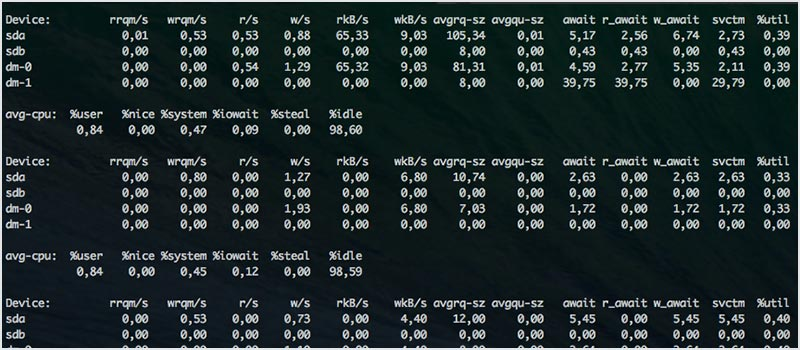 Device: rrqm/s wrqm/s r/s w/s rkB/s wkB/s avgrq-sz avgqu-sz await r_await w_await svctm %util
sda 0,01 0,53 0,53 0,88 65,33 9,03 105,34 0,01 5,17 2,56 6,74 2,73 0,39
sdb 0,00 0,00 0,00 0,00 0,00 0,00 8,00 0,00 0,43 0,43 0,00 0,43 0,00
dm-0 0,00 0,00 0,54 1,29 65,32 9,03 81,31 0,01 4,59 2,77 5,35 2,11 0,39
dm-1 0,00 0,00 0,00 0,00 0,00 0,00 8,00 0,00 39,75 39,75 0,00 29,79 0,00
avg-cpu: %user %nice %system %iowait %steal %idle
0,84 0,00 0,47 0,09 0,00 98,60
Device: rrqm/s wrqm/s r/s w/s rkB/s wkB/s avgrq-sz avgqu-sz await r_await w_await svctm %util
sda 0,00 0,80 0,00 1,27 0,00 6,80 10,74 0,00 2,63 0,00 2,63 2,63 0,33
sdb 0,00 0,00 0,00 0,00 0,00 0,00 0,00 0,00 0,00 0,00 0,00 0,00 0,00
dm-0 0,00 0,00 0,00 1,93 0,00 6,80 7,03 0,00 1,72 0,00 1,72 1,72 0,33
dm-1 0,00 0,00 0,00 0,00 0,00 0,00 0,00 0,00 0,00 0,00 0,00 0,00 0,00
avg-cpu: %user %nice %system %iowait %steal %idle
0,84 0,00 0,45 0,12 0,00 98,59
Device: rrqm/s wrqm/s r/s w/s rkB/s wkB/s avgrq-sz avgqu-sz await r_await w_await svctm %util
sda 0,00 0,53 0,00 0,73 0,00 4,40 12,00 0,00 5,45 0,00 5,45 5,45 0,40
sdb 0,00 0,00 0,00 0,00 0,00 0,00 0,00 0,00 0,00 0,00 0,00 0,00 0,00